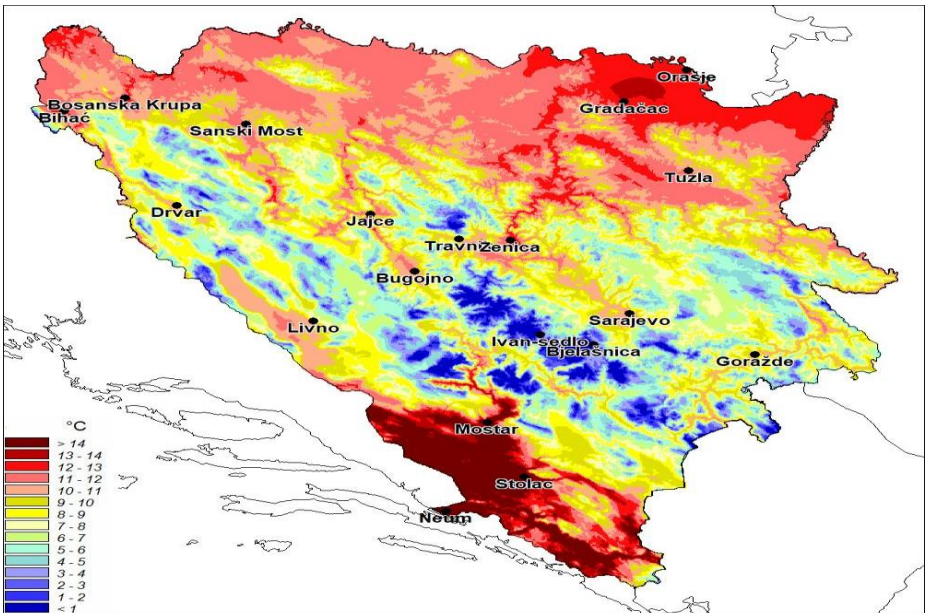 Orašje
Bosanska Krupa
Gradačac
Bihać
Sanski Most
Tuzla
Drvar
Jajce
Travni
Zenica
Bugojno
Sarajevo
Livno
Ivan-sedlo
Bjelašnica
Goražde
Mostar
Stolac
Neum
°C
> 14
13 - 14
12 - 13
11 - 12
10 - 11
9 - 10
8 - 9
7 - 8
6 - 7
5 - 6
4 - 5
3 - 4
2 - 3
1 - 2
< 1